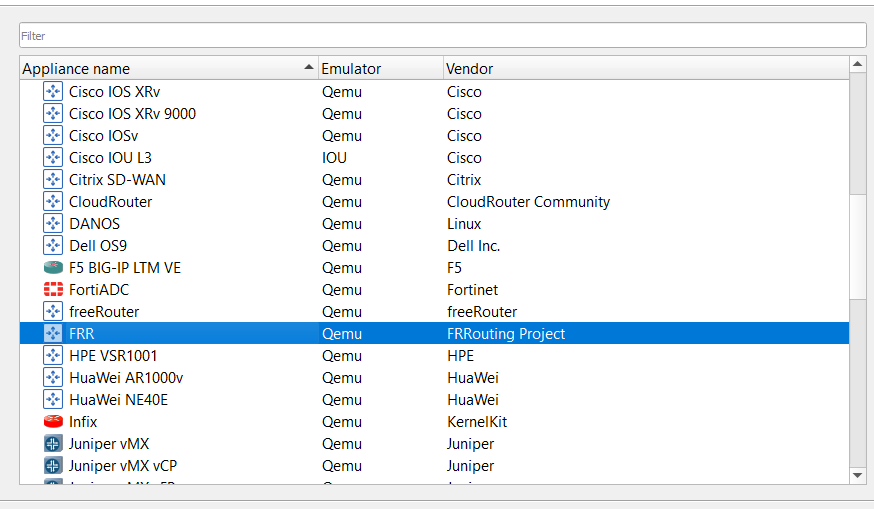 Filter
Appliance name Emulator Vendor
Cisco IOS XRv Qemu Cisco
Cisco IOS XRv 9000 Qemu Cisco
Cisco IOSv Qemu Cisco
Cisco IOU L3 IOU Cisco
Citrix SD-WAN Qemu Citrix
CloudRouter Qemu CloudRouter Community
DANOS Qemu Linux
Dell OS9 Qemu Dell Inc.
F5 BIG-IP LTM VE Qemu F5
FortiADC Qemu Fortinet
freeRouter Qemu freeRouter
FRR Qemu FRRouting Project
HPE VSR1001 Qemu HPE
HuaWei AR1000v Qemu HuaWei
HuaWei NE40E Qemu HuaWei
Infix Qemu KernelKit
Juniper vMX Qemu Juniper
Juniper vMX vCP Qemu Juniper